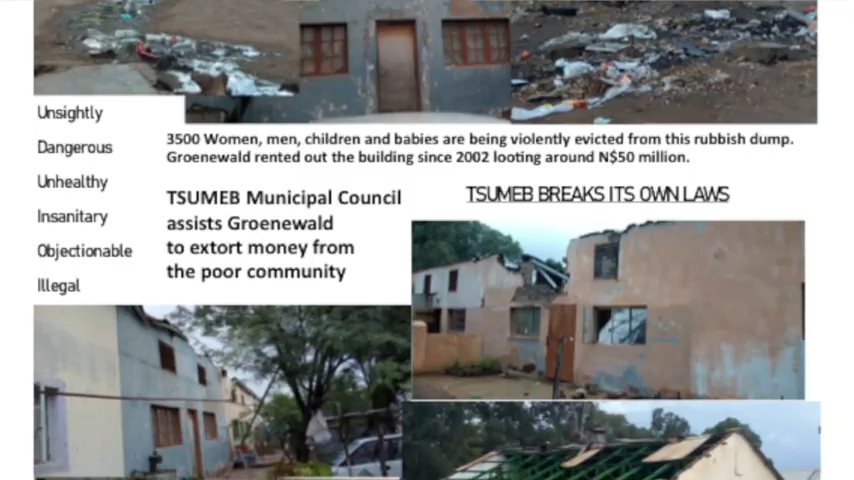 Unsightly
Dangerous
Unhealthy
Insanitary
Objectionable
Illegal
3500 Women, men, children and babies are being violently evicted from this rubbish dump.
Groenewald rented out the building since 2002 looting around N$50 million.
TSUMEB Municipal Council
assists Groenewald
to extort money from
the poor community
TSUMEB BREAKS ITS OWN LAWS